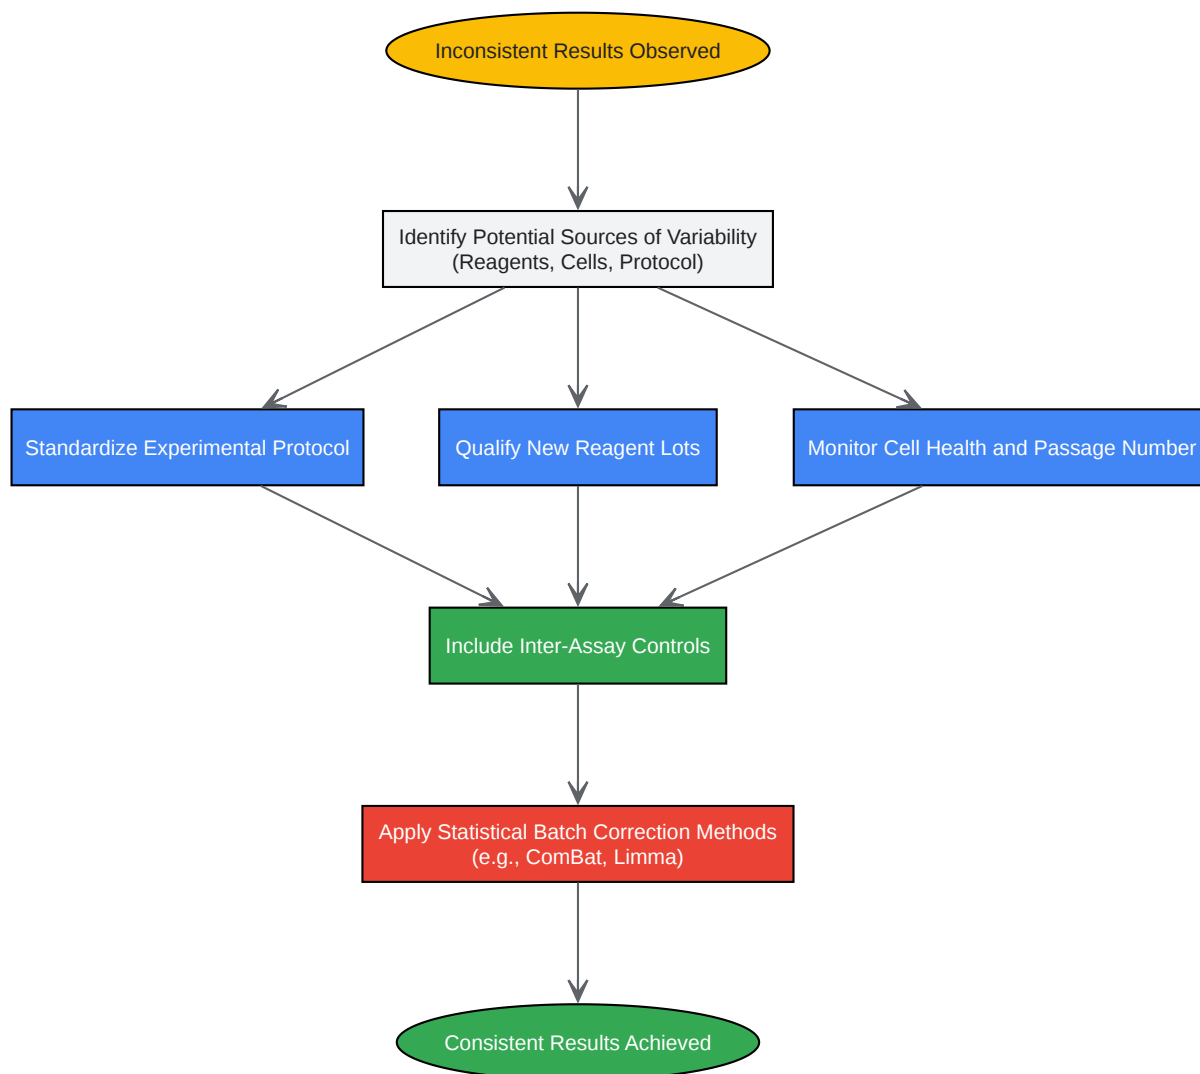 Inconsistent Results Observed
Identify Potential Sources of Variability
(Reagents, Cells, Protocol)
Standardize Experimental Protocol
Qualify New Reagent Lots
Monitor Cell Health and Passage Number
Include Inter-Assay Controls
Apply Statistical Batch Correction Methods
(e.g., ComBat, Limma)
Consistent Results Achieved